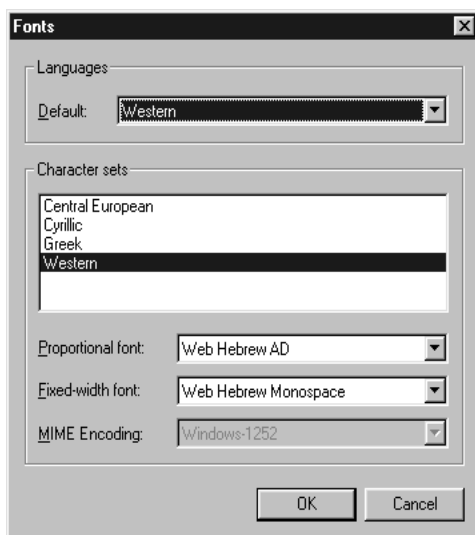 Fonts
Languages
Default: Western
Character sets
Central European
Cyrillic
Greek
Western
Proportional font: Web Hebrew AD
Fixed-width font: Web Hebrew Monospace
MIME Encoding: Windows-1252
OK Cancel